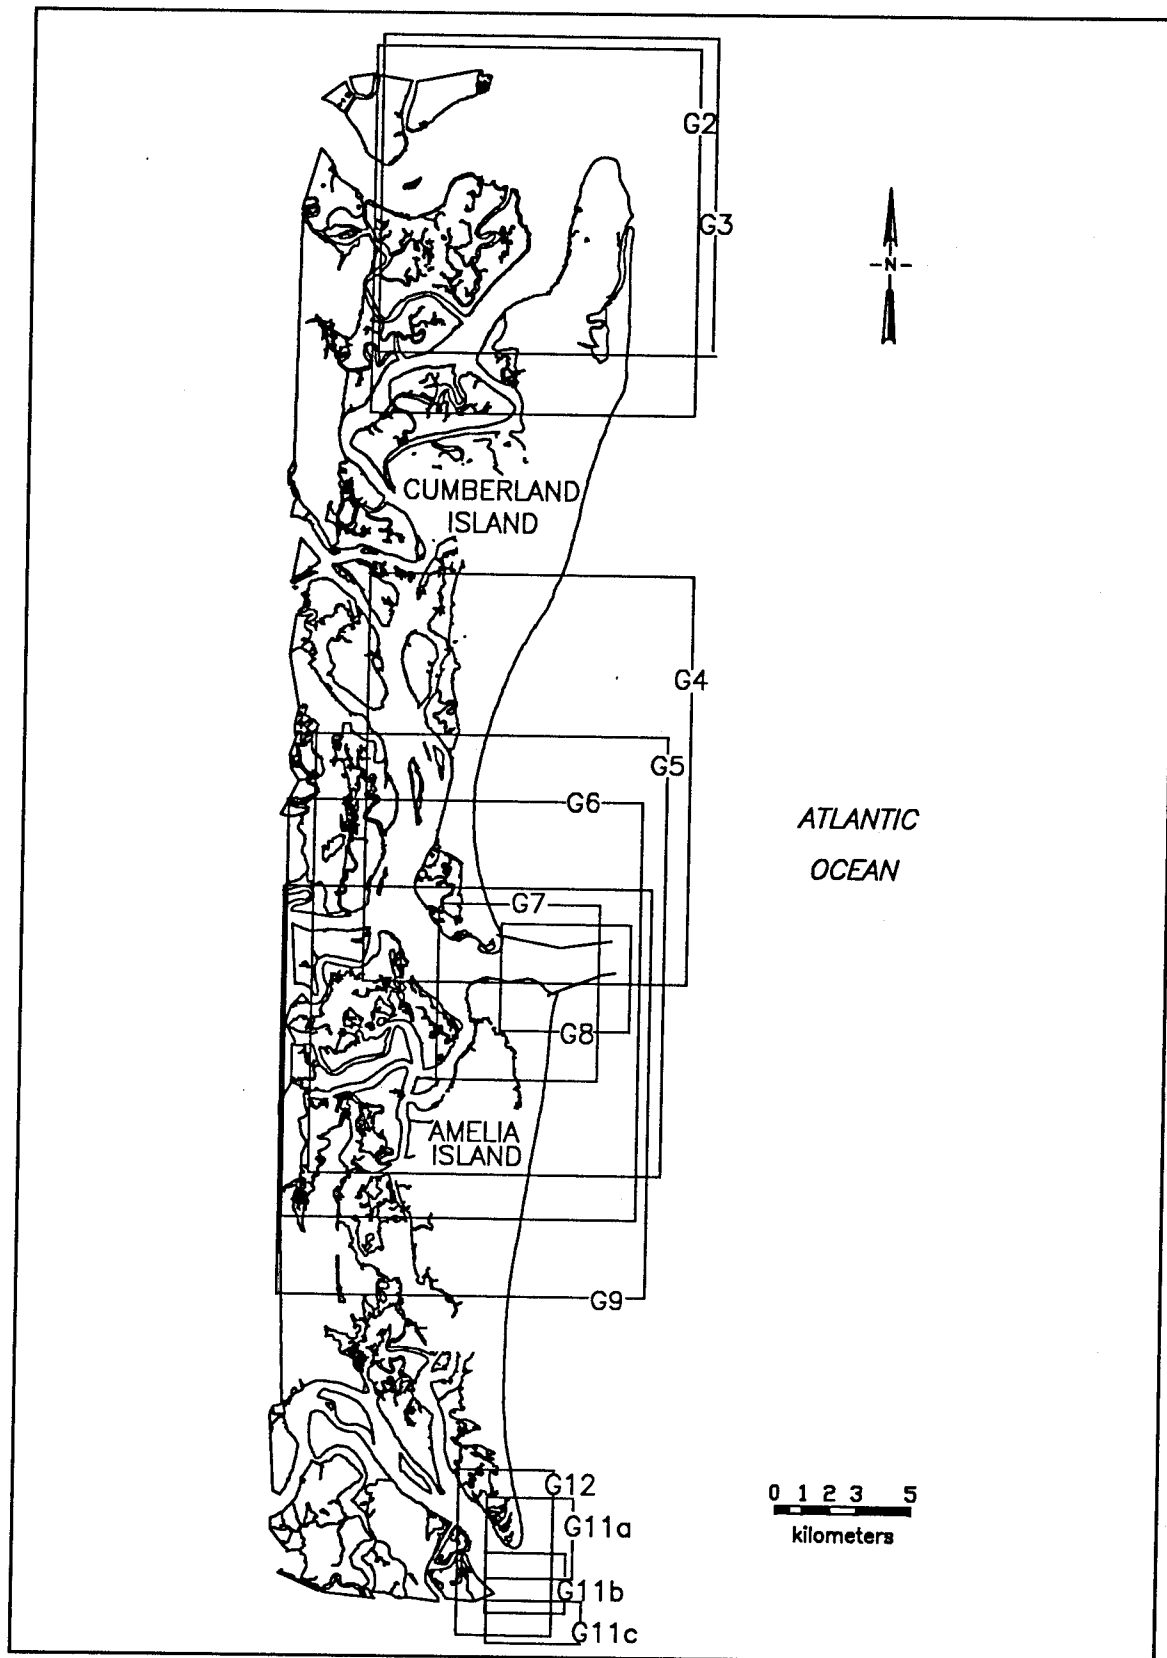 G2
G3
-N-
CUMBERLAND
ISLAND
G4
G5
G6
ATLANTIC
OCEAN
G7
G8
AMELIA
ISLAND
G9
G12
0 1 2 3 5
kilometers
G11a
G11b
G11c